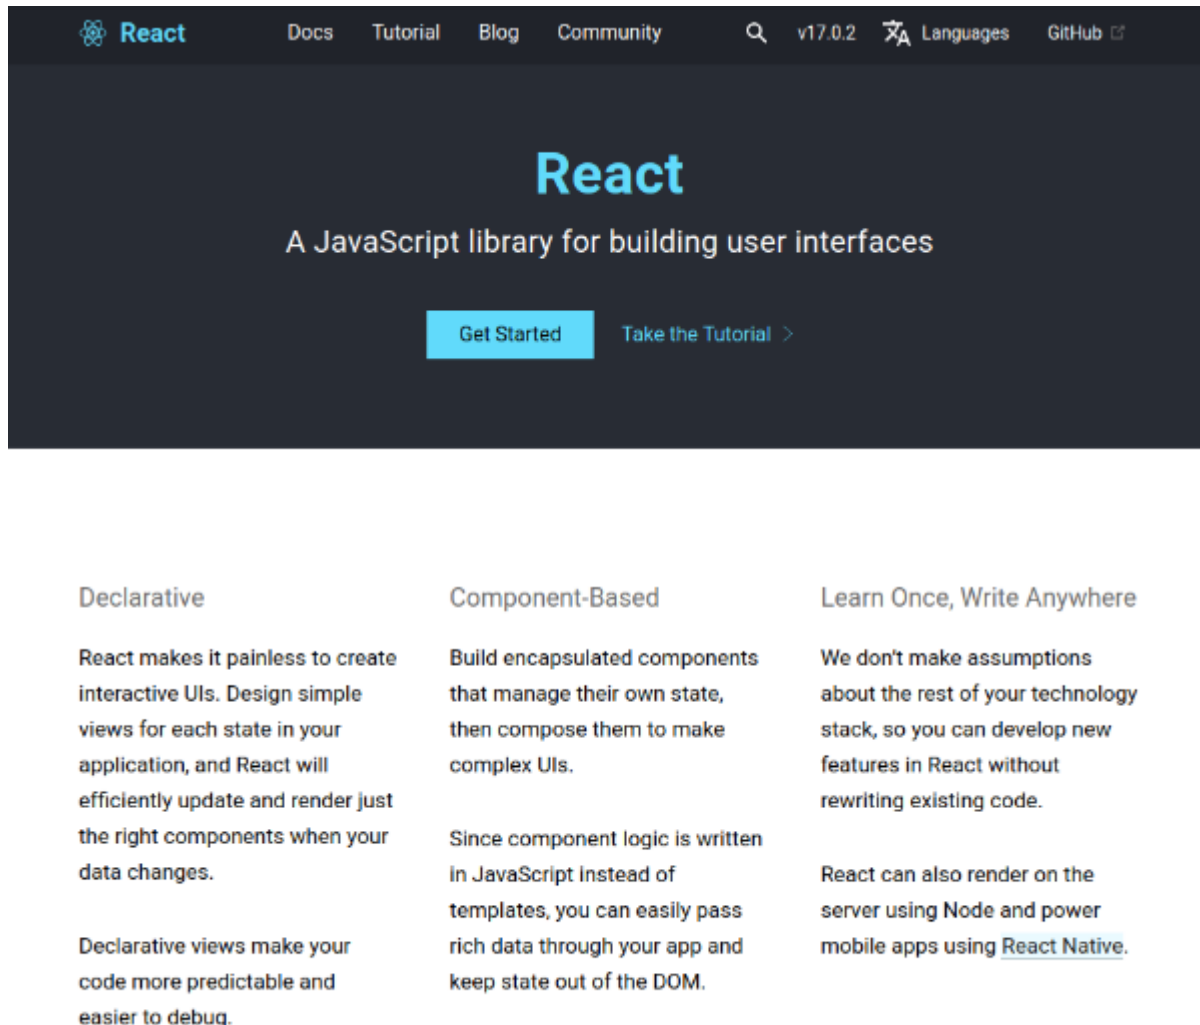 React Docs Tutorial Blog Community v17.0.2 文A Languages GitHub
React
A JavaScript library for building user interfaces
Get Started Take the Tutorial
Declarative
React makes it painless to create
interactive UIs. Design simple
views for each state in your
application, and React will
efficiently update and render just
the right components when your
data changes.
Declarative views make your
code more predictable and
easier to debug.
Component-Based
Build encapsulated components
that manage their own state,
then compose them to make
complex UIs.
Since component logic is written
in JavaScript instead of
templates, you can easily pass
rich data through your app and
keep state out of the DOM.
Learn Once, Write Anywhere
We don't make assumptions
about the rest of your technology
stack, so you can develop new
features in React without
rewriting existing code.
React can also render on the
server using Node and power
mobile apps using React Native.